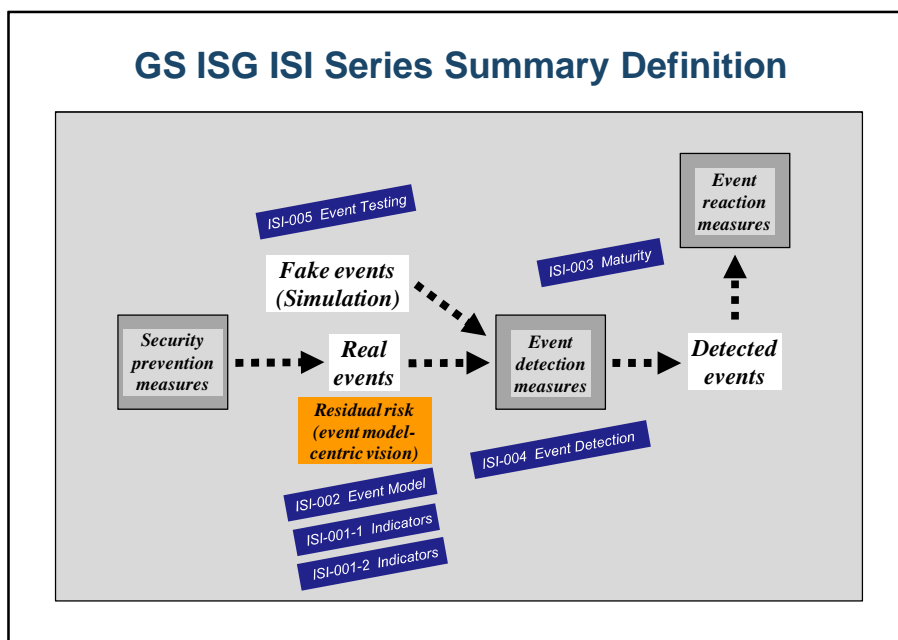 GS ISG ISI Series Summary Definition
Event
reaction
measures
ISI-005 Event Testing
ISI-003 Maturity
Fake events
(Simulation)
Security
prevention
measures
Real
events
Event
detection
measures
Detected
events
Residual risk
(event model-
centric vision)
ISI-004 Event Detection
ISI-002 Event Model
ISI-001-1 Indicators
ISI-001-2 Indicators